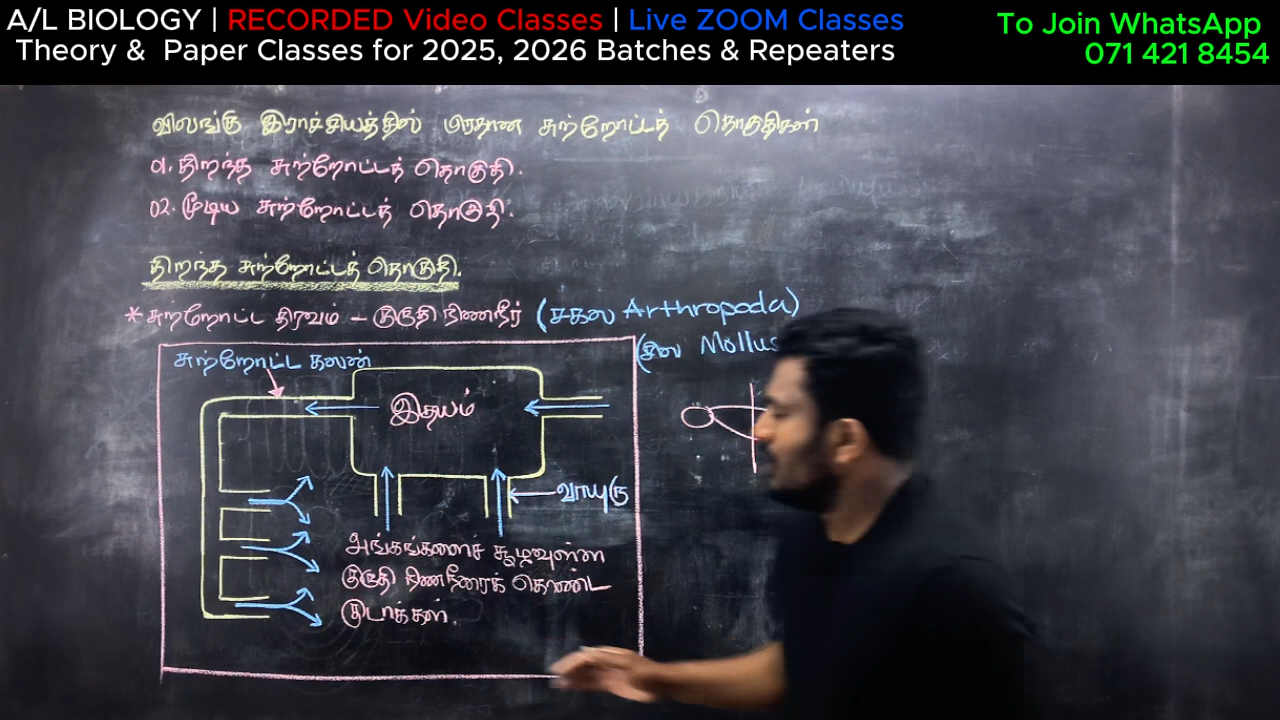 A/L BIOLOGY | RECORDED Video Classes | Live ZOOM Classes
Theory & Paper Classes for 2025, 2026 Batches & Repeaters
To Join WhatsApp
071 421 8454
விலங்கு இராச்சியத்தில் பிரதான சுற்றோட்டத் தொகுதிகள்
01. திறந்த சுற்றோட்டத் தொகுதி.
02. மூடிய சுற்றோட்டத் தொகுதி.
திறந்த சுற்றோட்டத் தொகுதி.
* சுற்றோட்ட திரவம் - குருதி நிணநீர் (சகல Arthropoda)
(சில Mollus
சுற்றோட்ட கலன்
இதயம்
வாயுரு
அங்கங்களைச் சூழவுள்ள
குருதி நிணநீரைக் கொண்ட
குடாக்கள்.